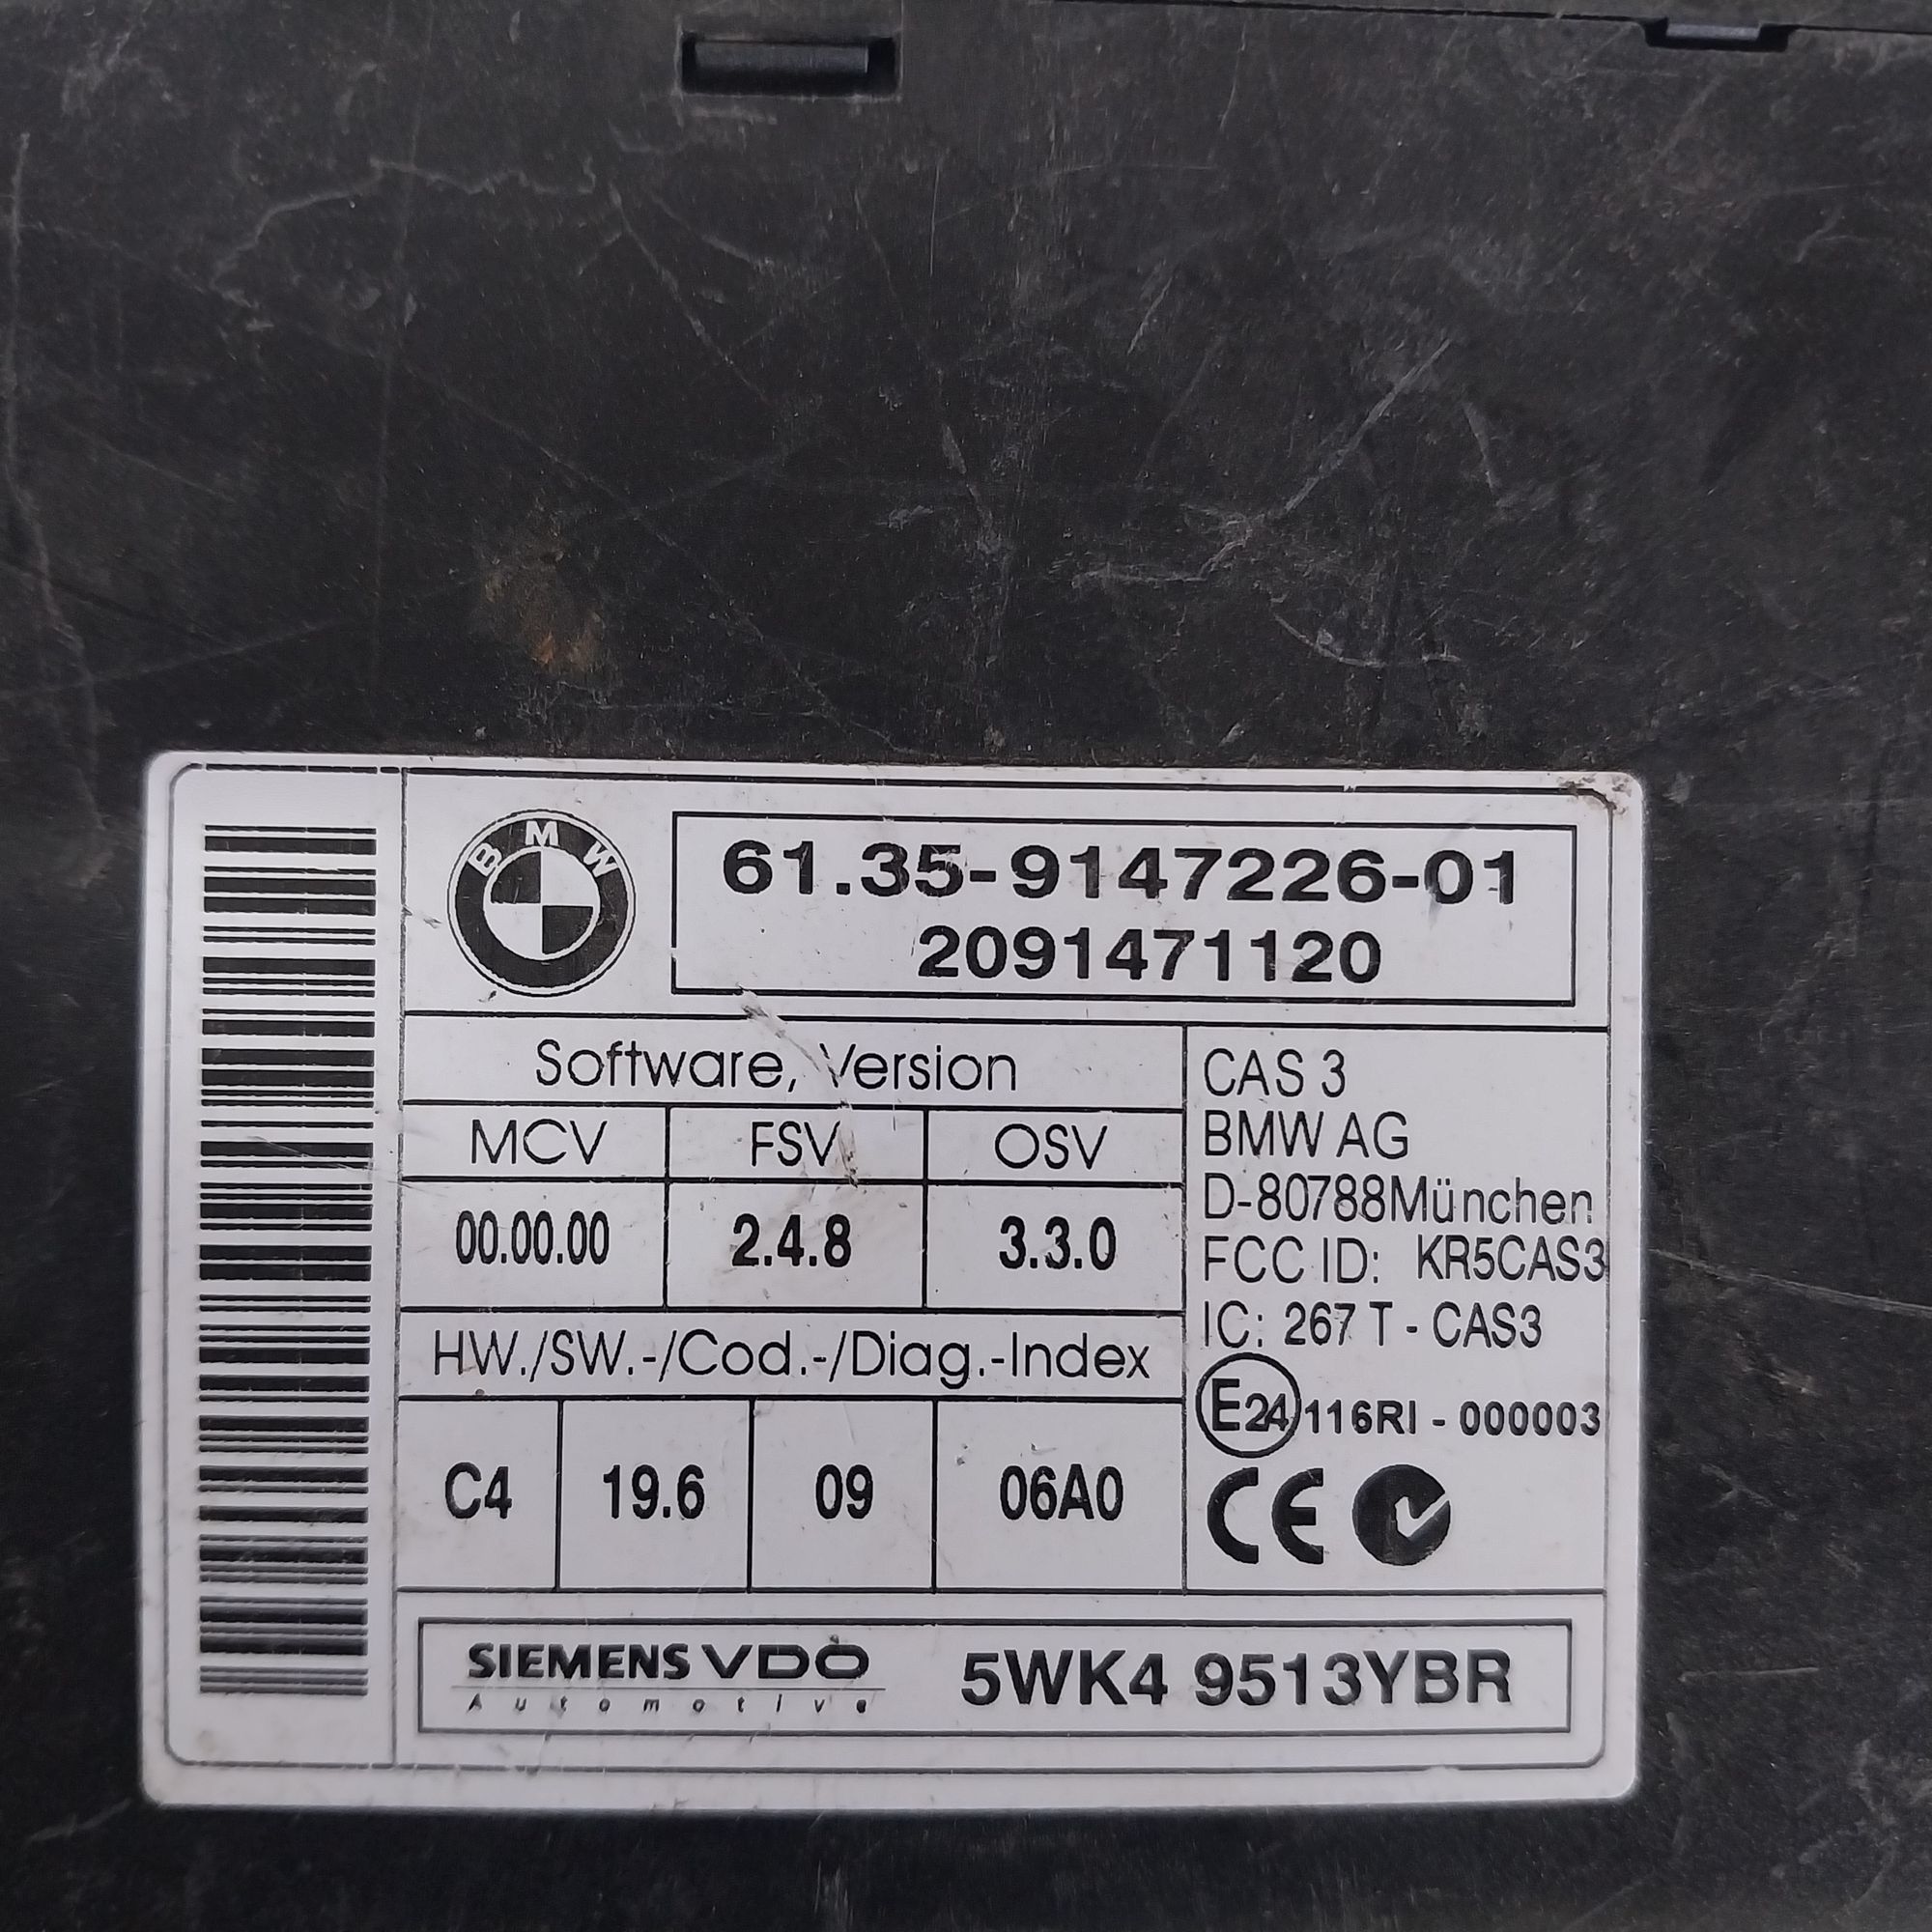 BMW
61.35-9147226-01
2091471120
Software, Version
MCV FSV OSV
00.00.00 2.4.8 3.3.0
HW./SW.-/Cod.-/Diag.-Index
C4 19.6 09 06A0
CAS 3
BMW AG
D-80788München
FCC ID: KR5CAS3
IC: 267 T - CAS3
E24 116RI - 000003
CE
SIEMENS VDO
Automotive
5WK4 9513YBR